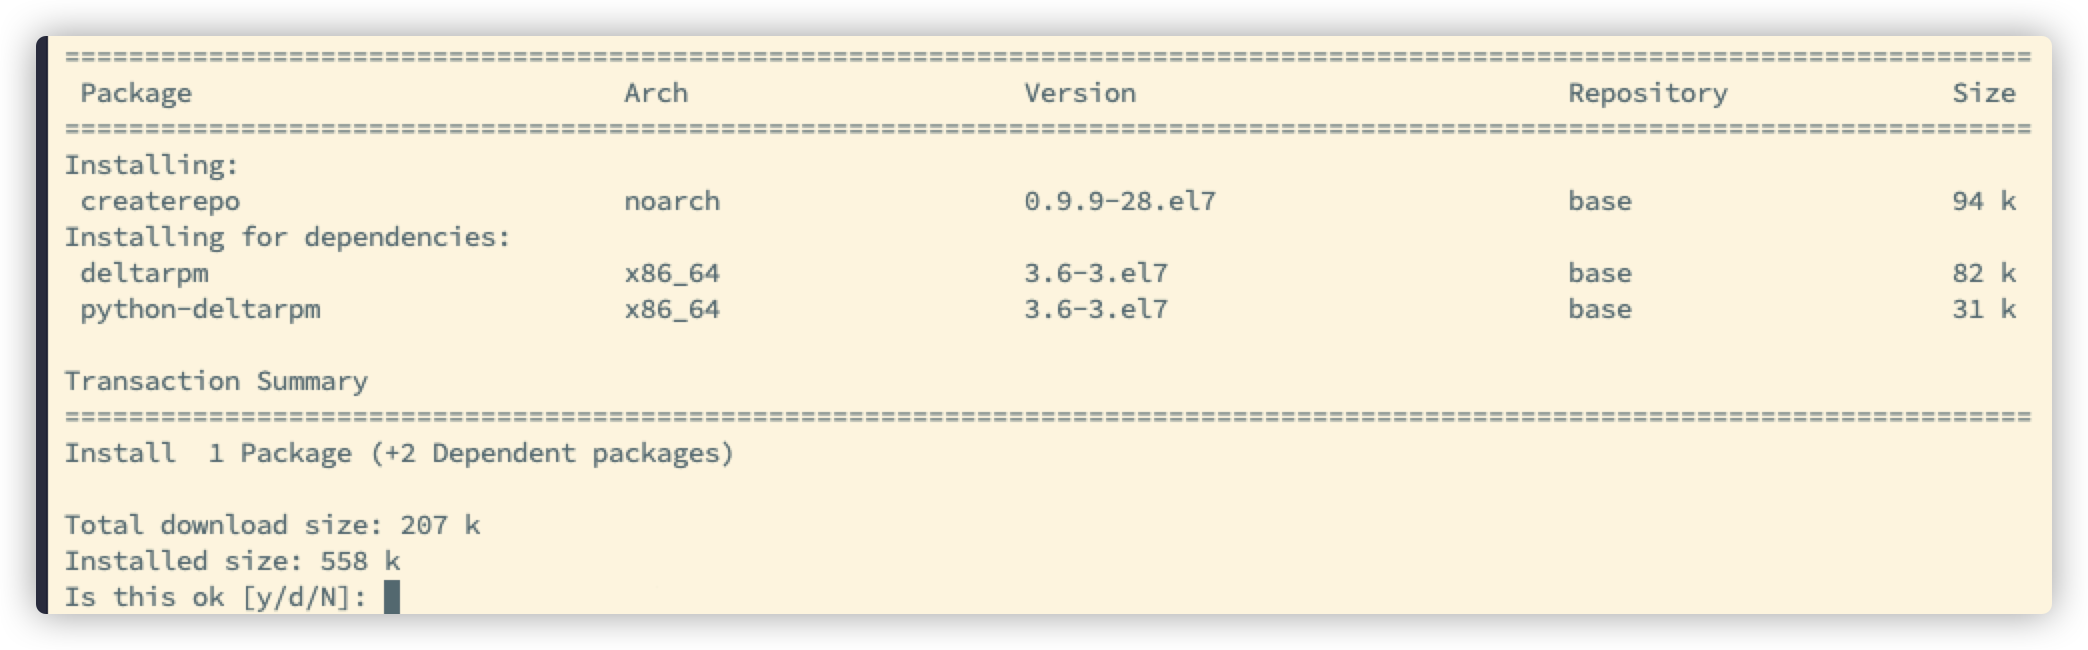 ===========================================================================================================================
 Package                           Arch                     Version                           Repository              Size
===========================================================================================================================
Installing:
 createrepo                        noarch                   0.9.9-28.el7                      base                    94 k
Installing for dependencies:
 deltarpm                          x86_64                   3.6-3.el7                         base                    82 k
 python-deltarpm                   x86_64                   3.6-3.el7                         base                    31 k

Transaction Summary
===========================================================================================================================
Install  1 Package (+2 Dependent packages)

Total download size: 207 k
Installed size: 558 k
Is this ok [y/d/N]: